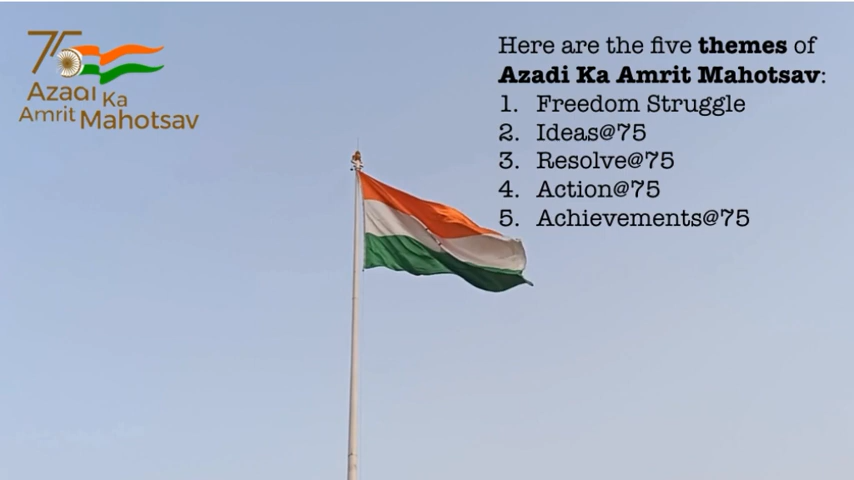 75
Azadi Ka
Amrit Mahotsav
Here are the five themes of
Azadi Ka Amrit Mahotsav:
1. Freedom Struggle
2. Ideas@75
3. Resolve@75
4. Action@75
5. Achievements@75